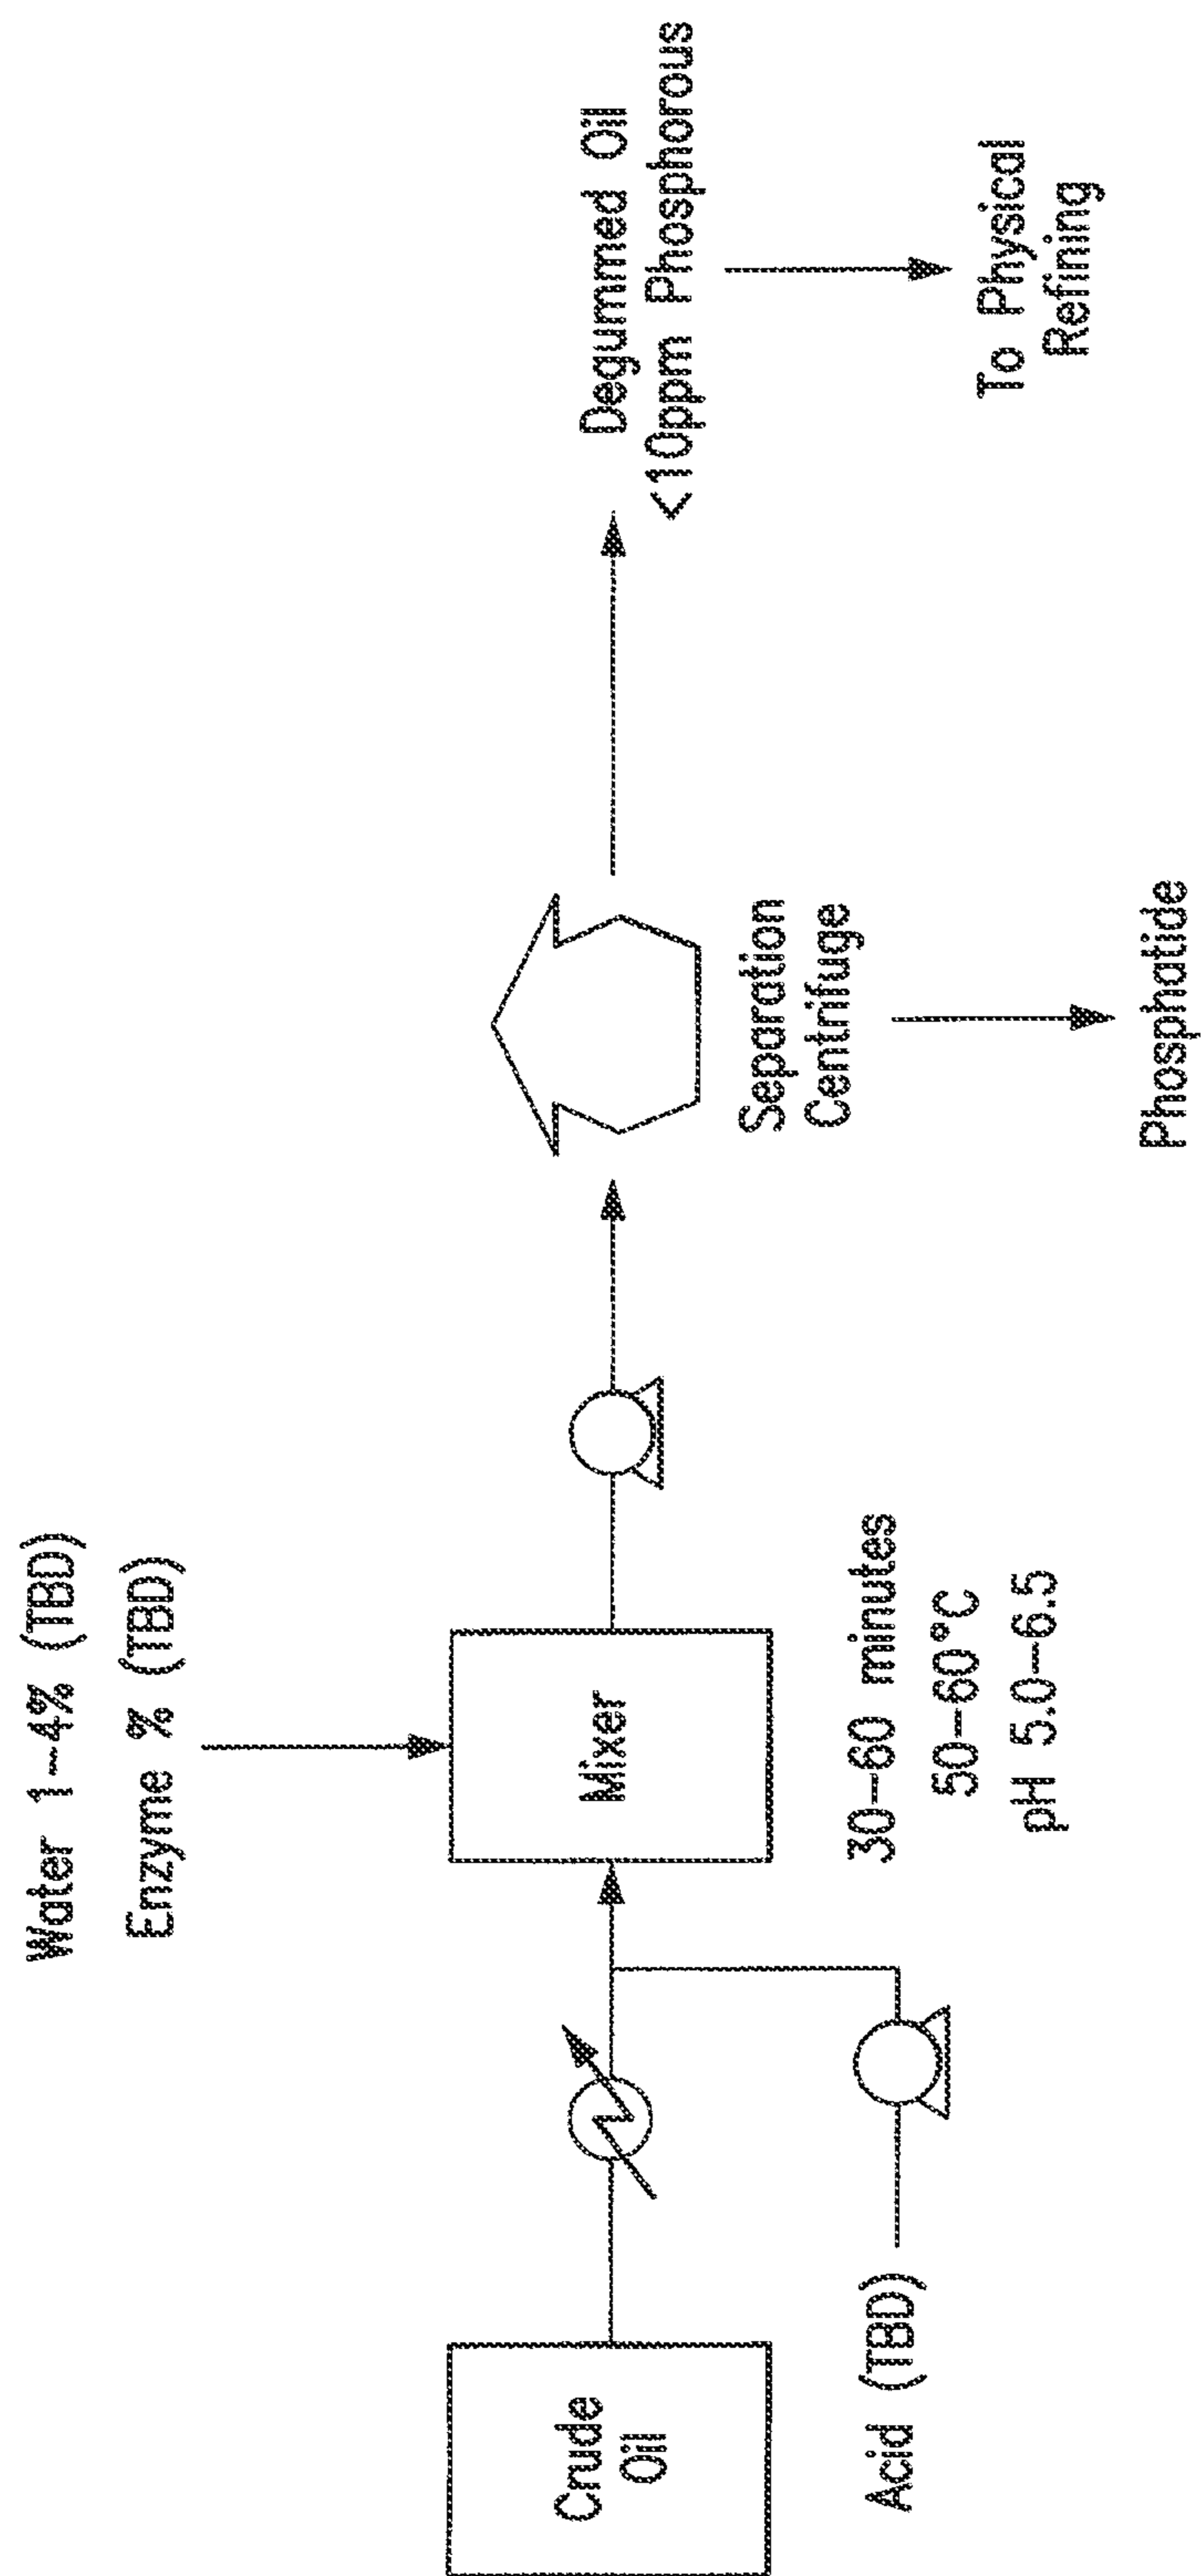 Water 1-4% (TBD)
Enzyme % (TBD)
Crude
Oil
Acid (TBD)
Mixer
30-60 minutes
50-60°C
pH 5.0-6.5
Separation
Centrifuge
Phosphatide
Degummed Oil
<10ppm Phosphorous
To Physical
Refining